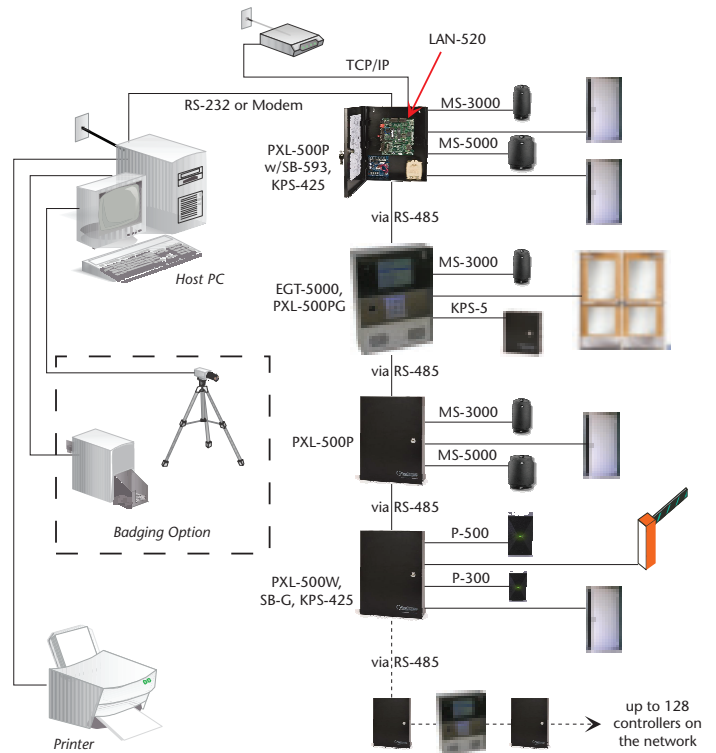 LAN-520
TCP/IP
MS-3000
RS-232 or Modem
MS-5000
PXL-500P
w/SB-593,
KPS-425
via RS-485
Host PC
MS-3000
EGT-5000,
PXL-500PG
KPS-5
via RS-485
MS-3000
PXL-500P
MS-5000
via RS-485
Badging Option
P-500
PXL-500W,
SB-G, KPS-425
P-300
via RS-485
up to 128
controllers on
the network
Printer